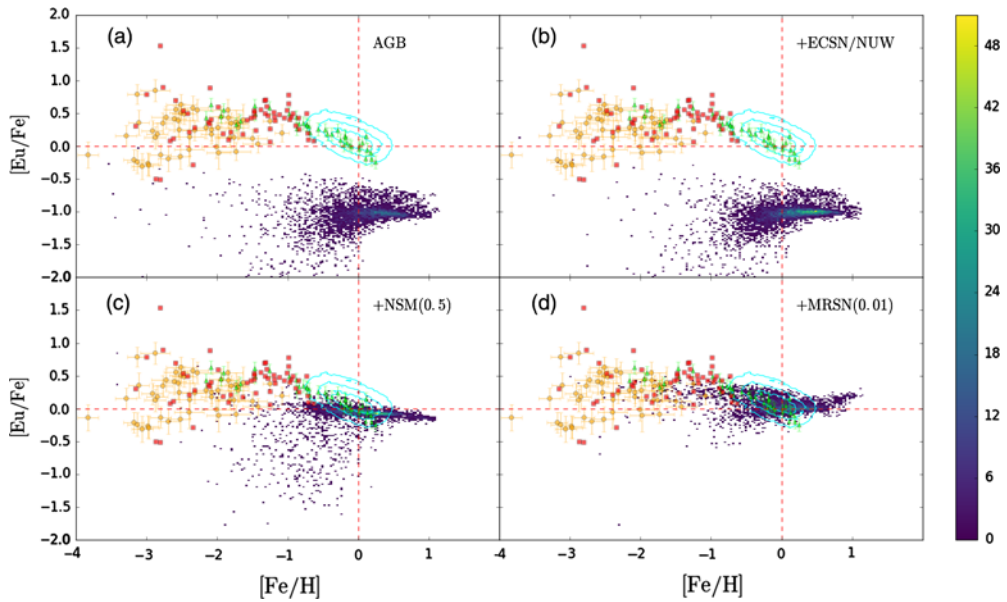 (a)
AGB
(b)
+ECSN/NUW
2.0
1.5
1.0
0.5
0.0
−0.5
−1.0
−1.5
−2.0
[Eu/Fe]
(c)
+NSM(0.5)
(d)
+MRSN(0.01)
1.5
1.0
0.5
0.0
−0.5
−1.0
−1.5
−2.0
[Eu/Fe]
−4 −3 −2 −1 0 1
−3 −2 −1 0 1
[Fe/H]
[Fe/H]
48
42
36
30
24
18
12
6
0